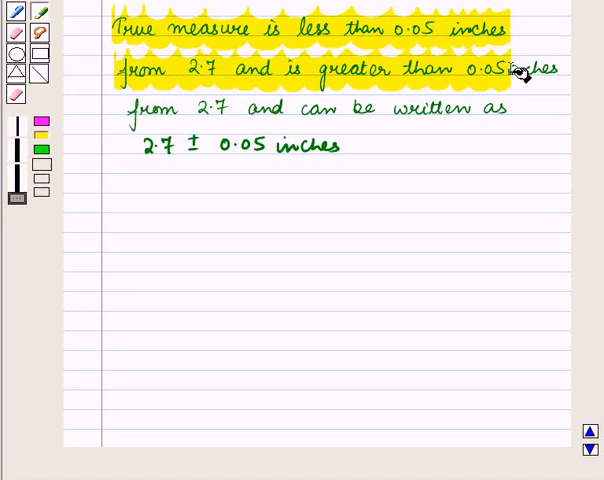 True measure is less than 0.05 inches
from 2.7 and is greater than 0.05 inches
from 2.7 and can be written as
2.7 ± 0.05 inches